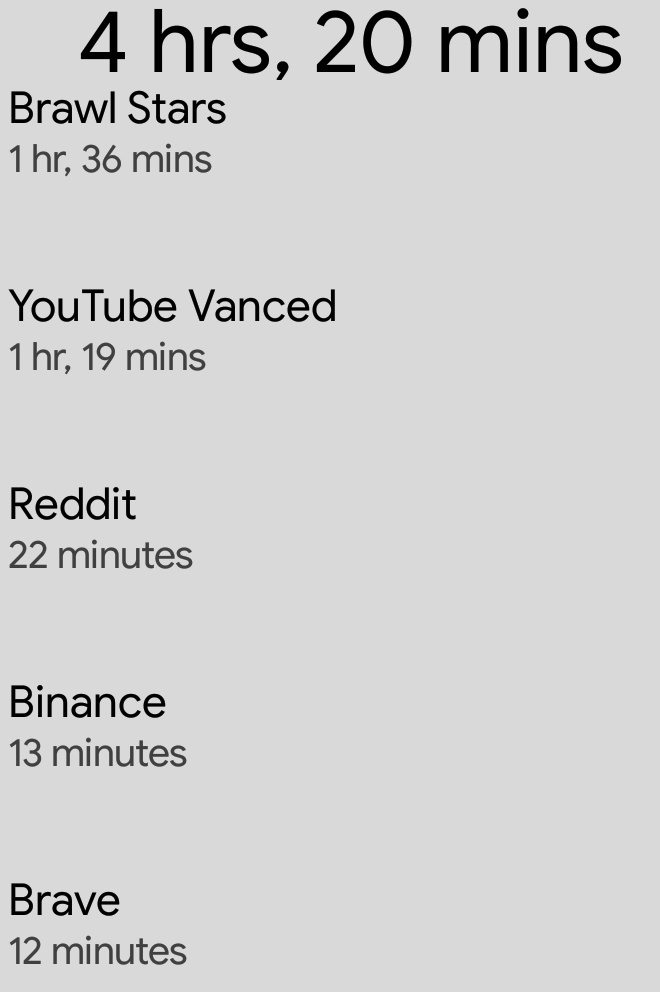 4 hrs, 20 mins
Brawl Stars
1 hr, 36 mins
YouTube Vanced
1 hr, 19 mins
Reddit
22 minutes
Binance
13 minutes
Brave
12 minutes